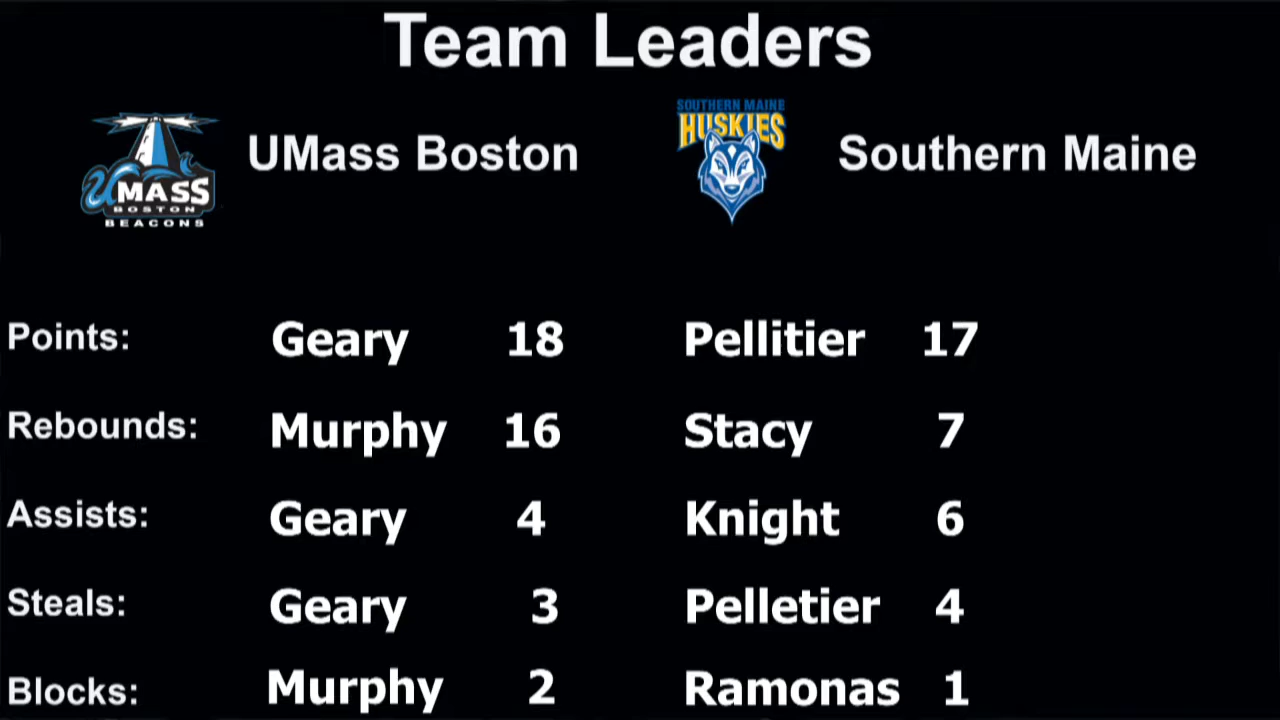 Team Leaders
SOUTHERN MAINE
HUSKIES
UMass Boston Southern Maine
UMASS
BOSTON
BEACONS
Points: Geary 18 Pellitier 17
Rebounds: Murphy 16 Stacy 7
Assists: Geary 4 Knight 6
Steals: Geary 3 Pelletier 4
Blocks: Murphy 2 Ramonas 1